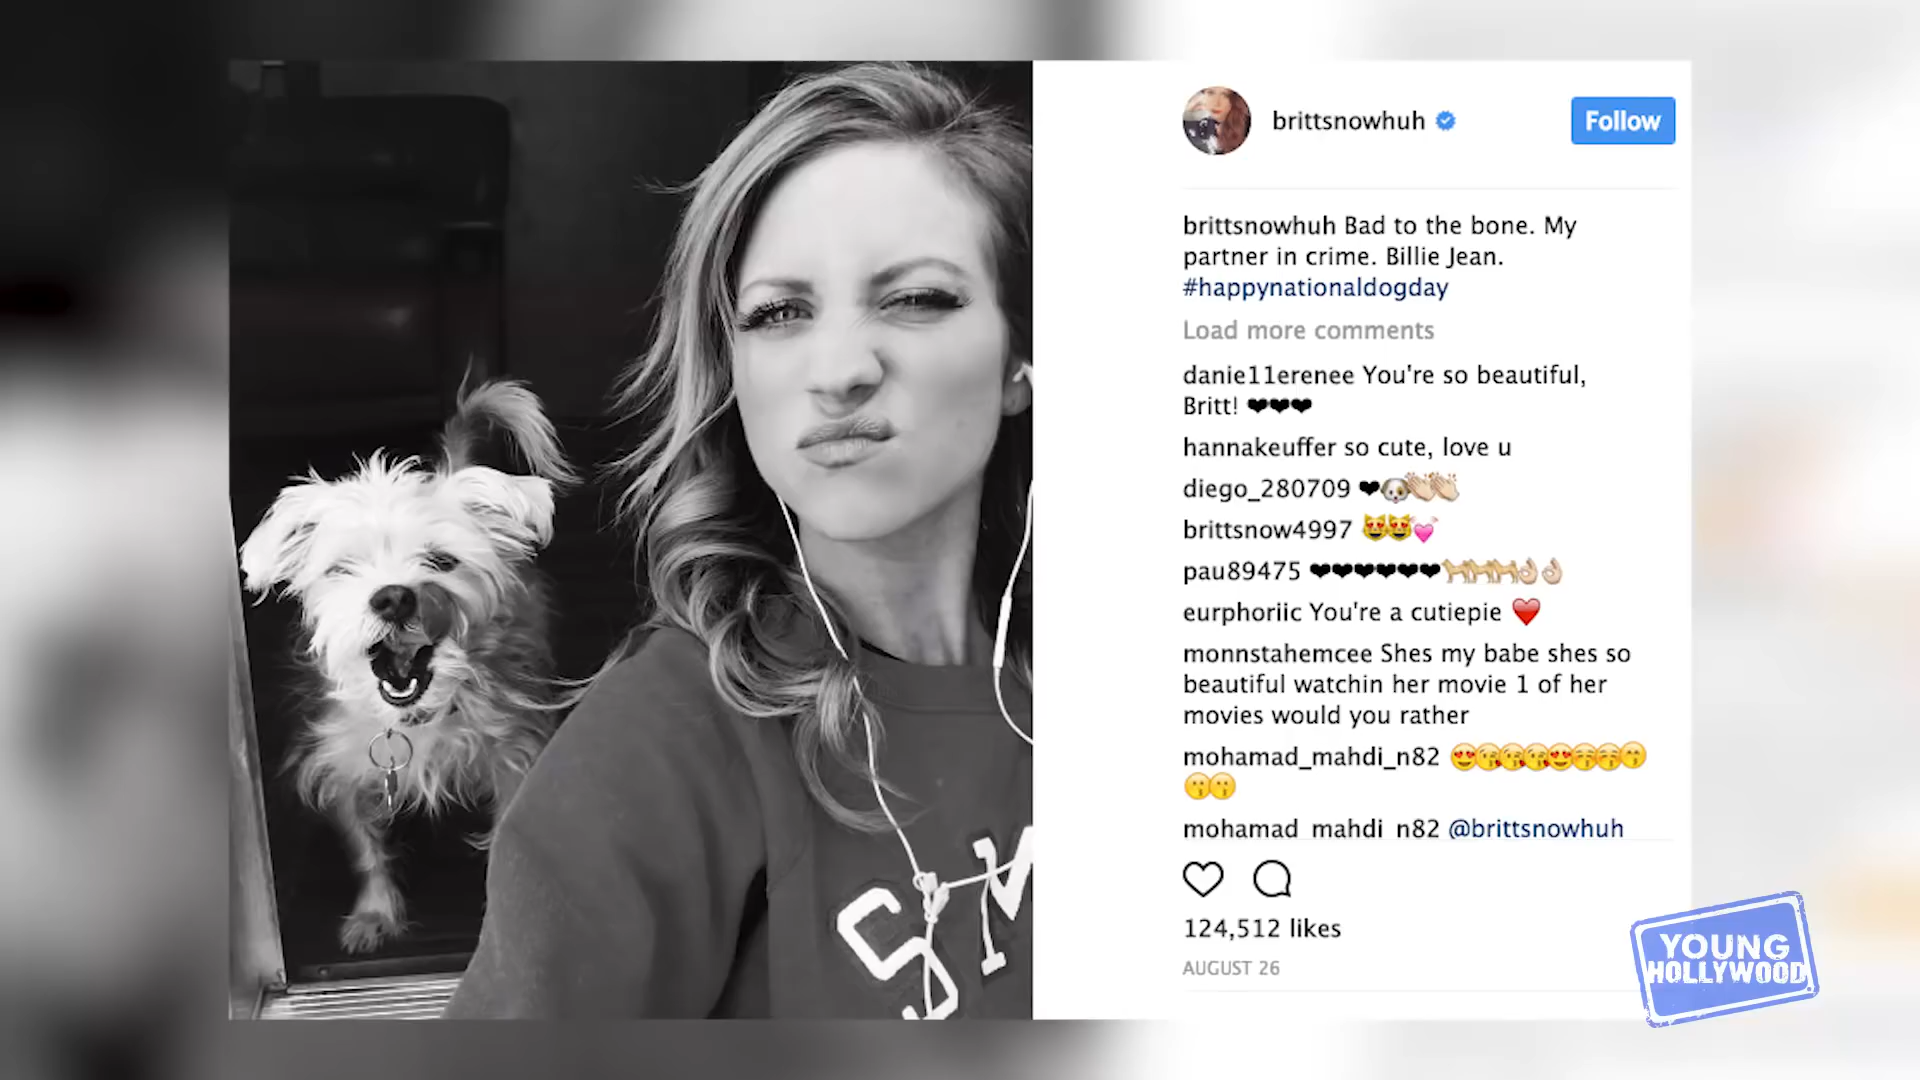 brittsnowhuh
Follow
brittsnowhuh Bad to the bone. My
partner in crime. Billie Jean.
#happynationaldogday
Load more comments
danie11erenee You're so beautiful,
Britt! ❤❤❤
hannakeuffer so cute, love u
diego_280709 ❤🐶👏🏻👏🏻
brittsnow4997 😻😻💓
pau89475 ❤❤❤❤❤❤🐕🐕🐕👌🏻👌🏻
eurphoriic You're a cutiepie ❤️
monnstahemcee Shes my babe shes so
beautiful watchin her movie 1 of her
movies would you rather
mohamad_mahdi_n82 😍😘😘😘😍😚😚😙
😗😗
mohamad_mahdi_n82 @brittsnowhuh
124,512 likes
AUGUST 26
SM
YOUNG
HOLLYWOOD